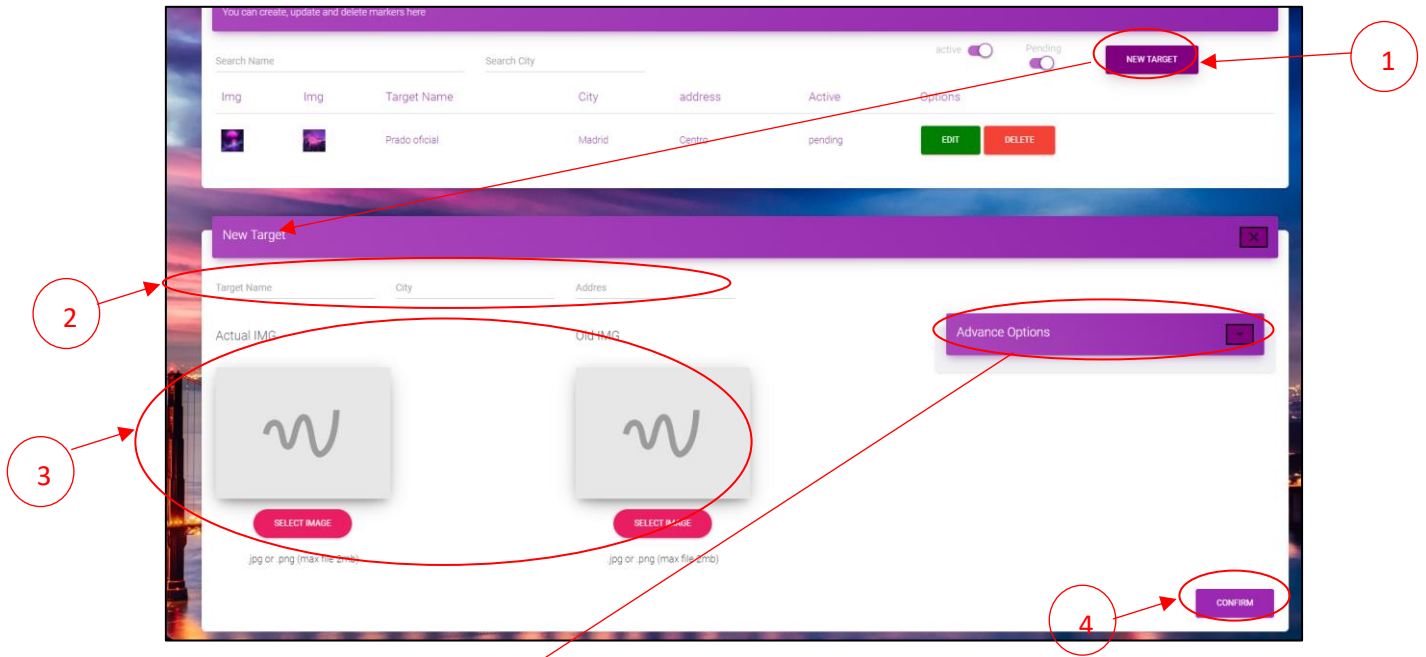 You can create, update and delete markers here
active Pending
Search Name Search City NEW TARGET 1
Img Img Target Name City address Active Options
Prado oficial Madrid Centro pending EDIT DELETE
New Target ×
2 Target Name City Addres
Actual IMG Old IMG Advance Options
3
SELECT IMAGE SELECT IMAGE
.jpg or .png (max file 2mb) .jpg or .png (max file 2mb)
4 CONFIRM